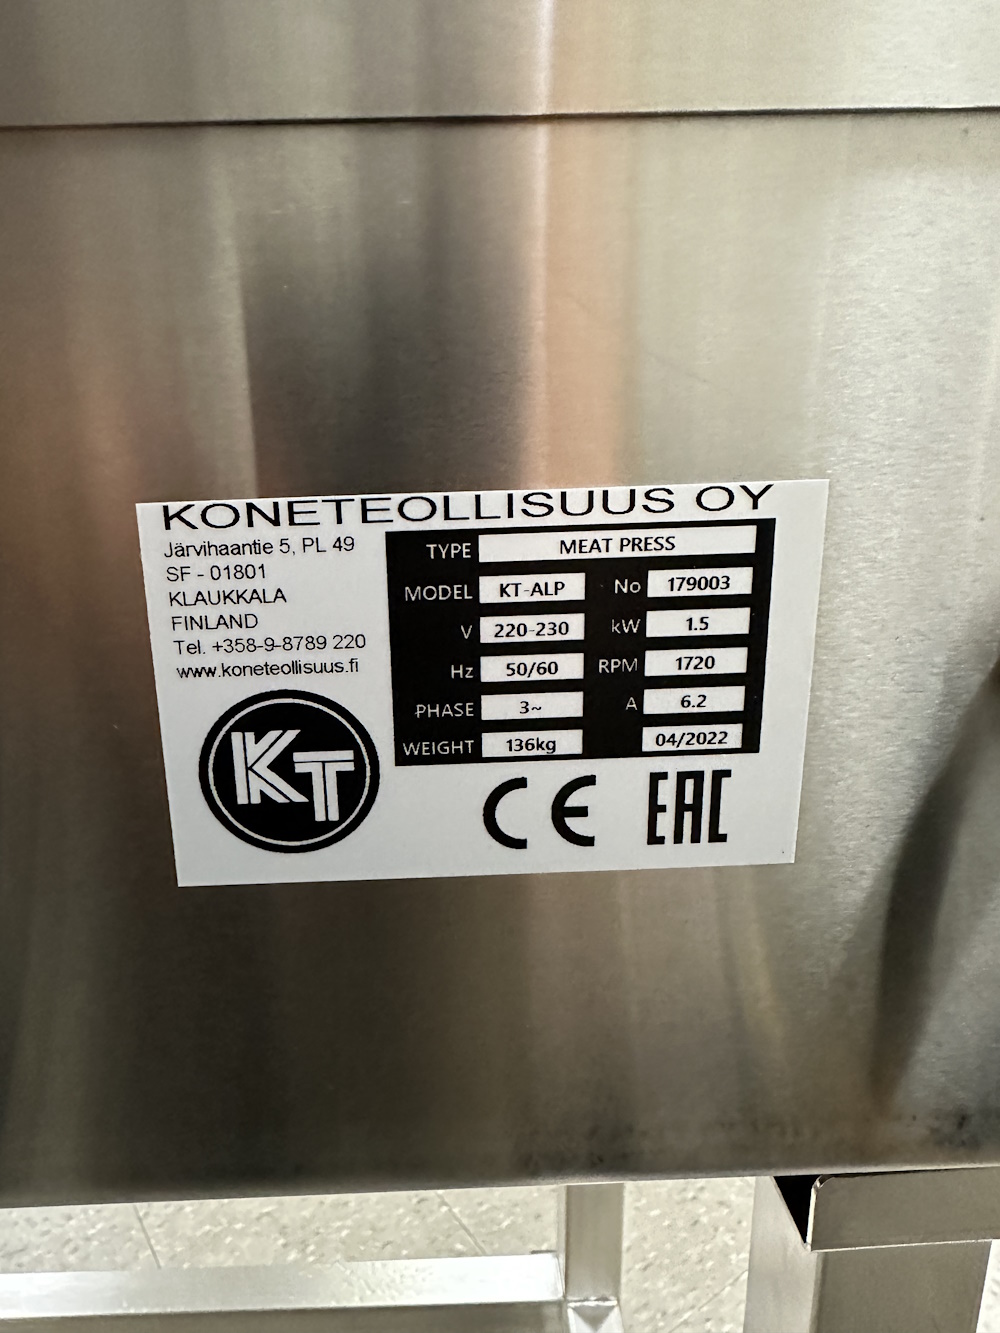 KONETEOLLISUUS OY
Järvihaantie 5, PL 49
SF - 01801
KLAUKKALA
FINLAND
Tel. +358-9-8789 220
www.koneteollisuus.fi
KT
TYPE MEAT PRESS
MODEL KT-ALP No 179003
V 220-230 kW 1.5
Hz 50/60 RPM 1720
PHASE 3~ A 6.2
WEIGHT 136kg 04/2022
CE EAC